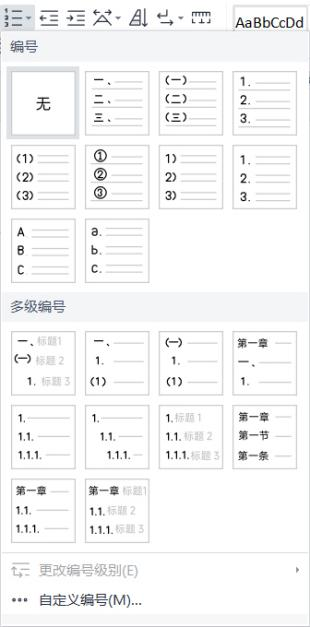 AaBbCcDd
编号
无
一、
二、
三、
(一)
(二)
(三)
1.
2.
3.
(1)
(2)
(3)
①
②
③
1)
2)
3)
1.
2.
3.
A
B
C
a.
b.
c.
多级编号
一、标题1
(一) 标题 2
1. 标题 3
一、
1.
(1)
(一)
1.
(1)
第一章
一、
1.
1.
1.1.
1.1.1.
1.
1.1.
1.1.1.
1.标题 1
1.1.标题 2
1.1.1.标题 3
第一章
第一节
第一条
第一章
1.1.
1.1.1.
第一章 标题1
1.1.标题 2
1.1.1.标题 3
更改编号级别(E)
自定义编号(M)...